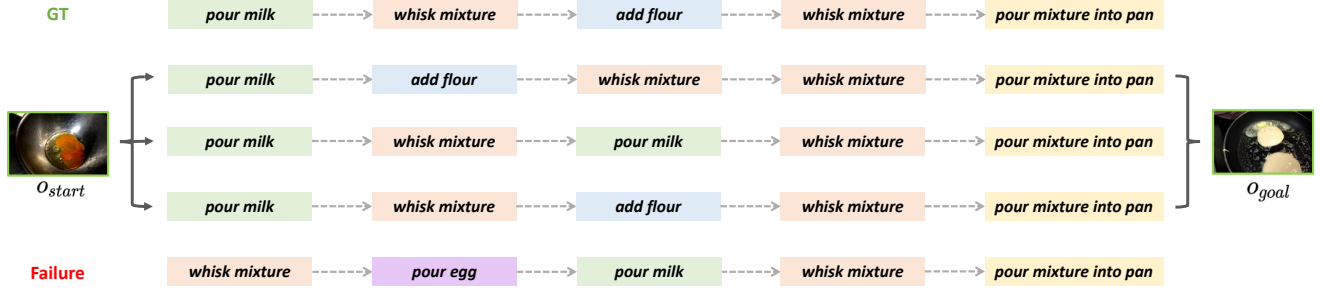 GT pour milk whisk mixture add flour whisk mixture pour mixture into pan
pour milk add flour whisk mixture whisk mixture pour mixture into pan
pour milk whisk mixture pour milk whisk mixture pour mixture into pan
o_start o_goal
pour milk whisk mixture add flour whisk mixture pour mixture into pan
Failure whisk mixture pour egg pour milk whisk mixture pour mixture into pan